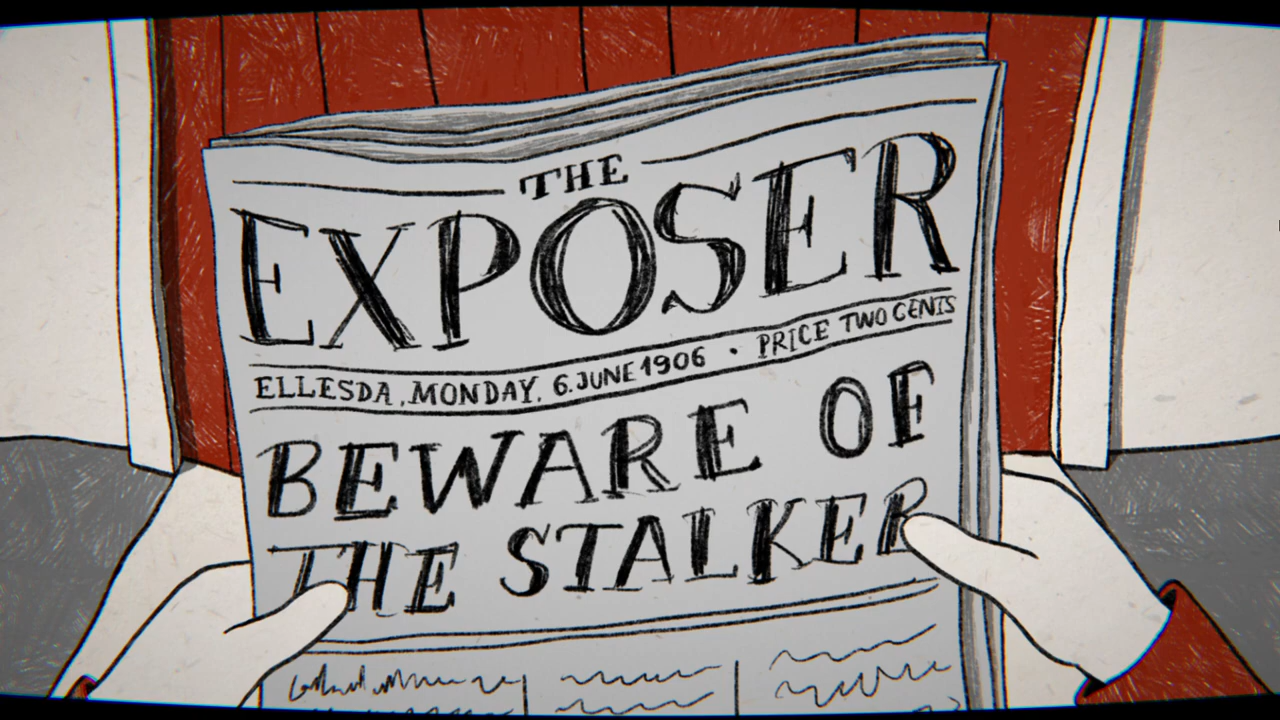 THE
EXPOSER
ELLESDA, MONDAY, 6. JUNE 1906 • PRICE TWO CENTS
BEWARE OF
THE STALKER